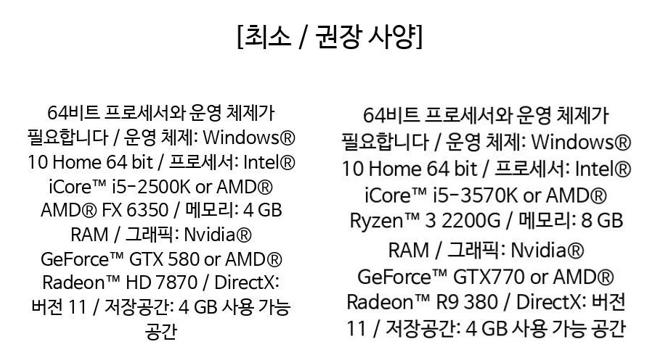 [최소 / 권장 사양]
64비트 프로세서와 운영 체제가
필요합니다 / 운영 체제: Windows®
10 Home 64 bit / 프로세서: Intel®
iCore™ i5-2500K or AMD®
AMD® FX 6350 / 메모리: 4 GB
RAM / 그래픽: Nvidia®
GeForce™ GTX 580 or AMD®
Radeon™ HD 7870 / DirectX:
버전 11 / 저장공간: 4 GB 사용 가능
공간
64비트 프로세서와 운영 체제가
필요합니다 / 운영 체제: Windows®
10 Home 64 bit / 프로세서: Intel®
iCore™ i5-3570K or AMD®
Ryzen™ 3 2200G / 메모리: 8 GB
RAM / 그래픽: Nvidia®
GeForce™ GTX770 or AMD®
Radeon™ R9 380 / DirectX: 버전
11 / 저장공간: 4 GB 사용 가능 공간